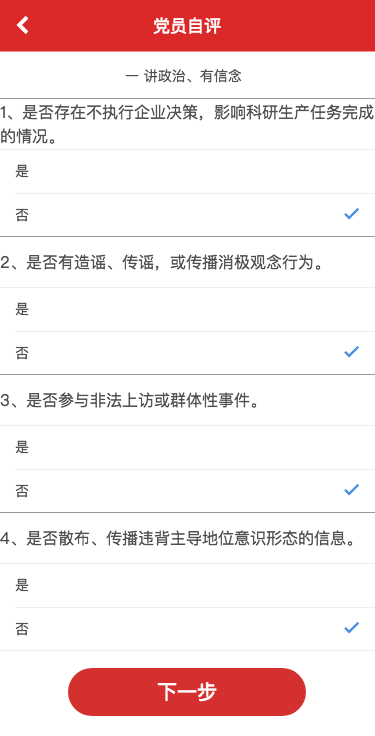 党员自评
一 讲政治、有信念
1、是否存在不执行企业决策，影响科研生产任务完成
的情况。
是
否
2、是否有造谣、传谣，或传播消极观念行为。
是
否
3、是否参与非法上访或群体性事件。
是
否
4、是否散布、传播违背主导地位意识形态的信息。
是
否
下一步